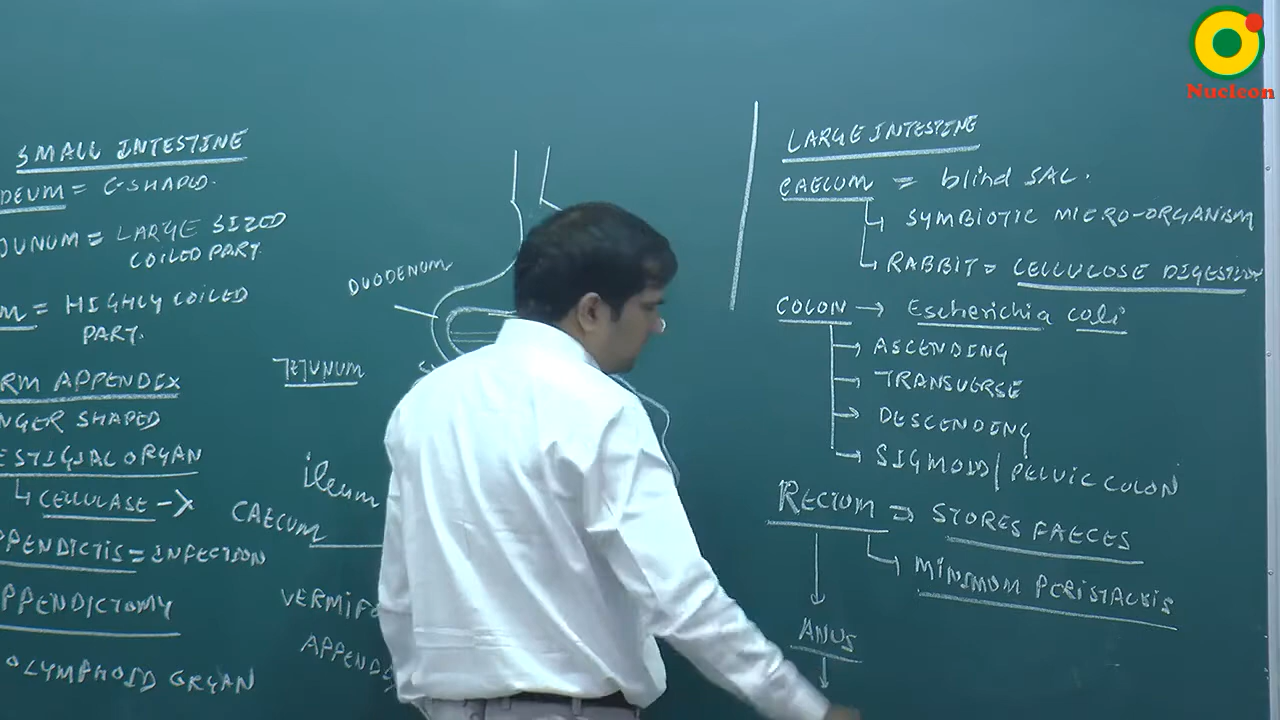 Nucleon
SMALL INTESTINE
DEUM = C-SHAPED.
JUNUM = LARGE SIZED
COILED PART.
M = HIGHLY COILED
PART.
RM APPENDIX
NGER SHAPED
ESTIGIAL ORGAN
CELLULASE - X
PPENDICTIS = INFECTION
PPENDICTOMY
O LYMPHOID ORGAN
DUODENUM
JEJUNUM
ileum
CAECUM
VERMIFO
APPEND
LARGE INTESTINE
CAECUM = blind SAC.
SYMBIOTIC MICRO-ORGANISM
RABBIT = CELLULOSE DIGESTION
COLON → Escherichia coli
→ ASCENDING
→ TRANSVERSE
→ DESCENDING
→ SIGMOID/PELVIC COLON
RECTUM ⇒ STORES FAECES
→ MINIMUM PERISTALSIS
ANUS